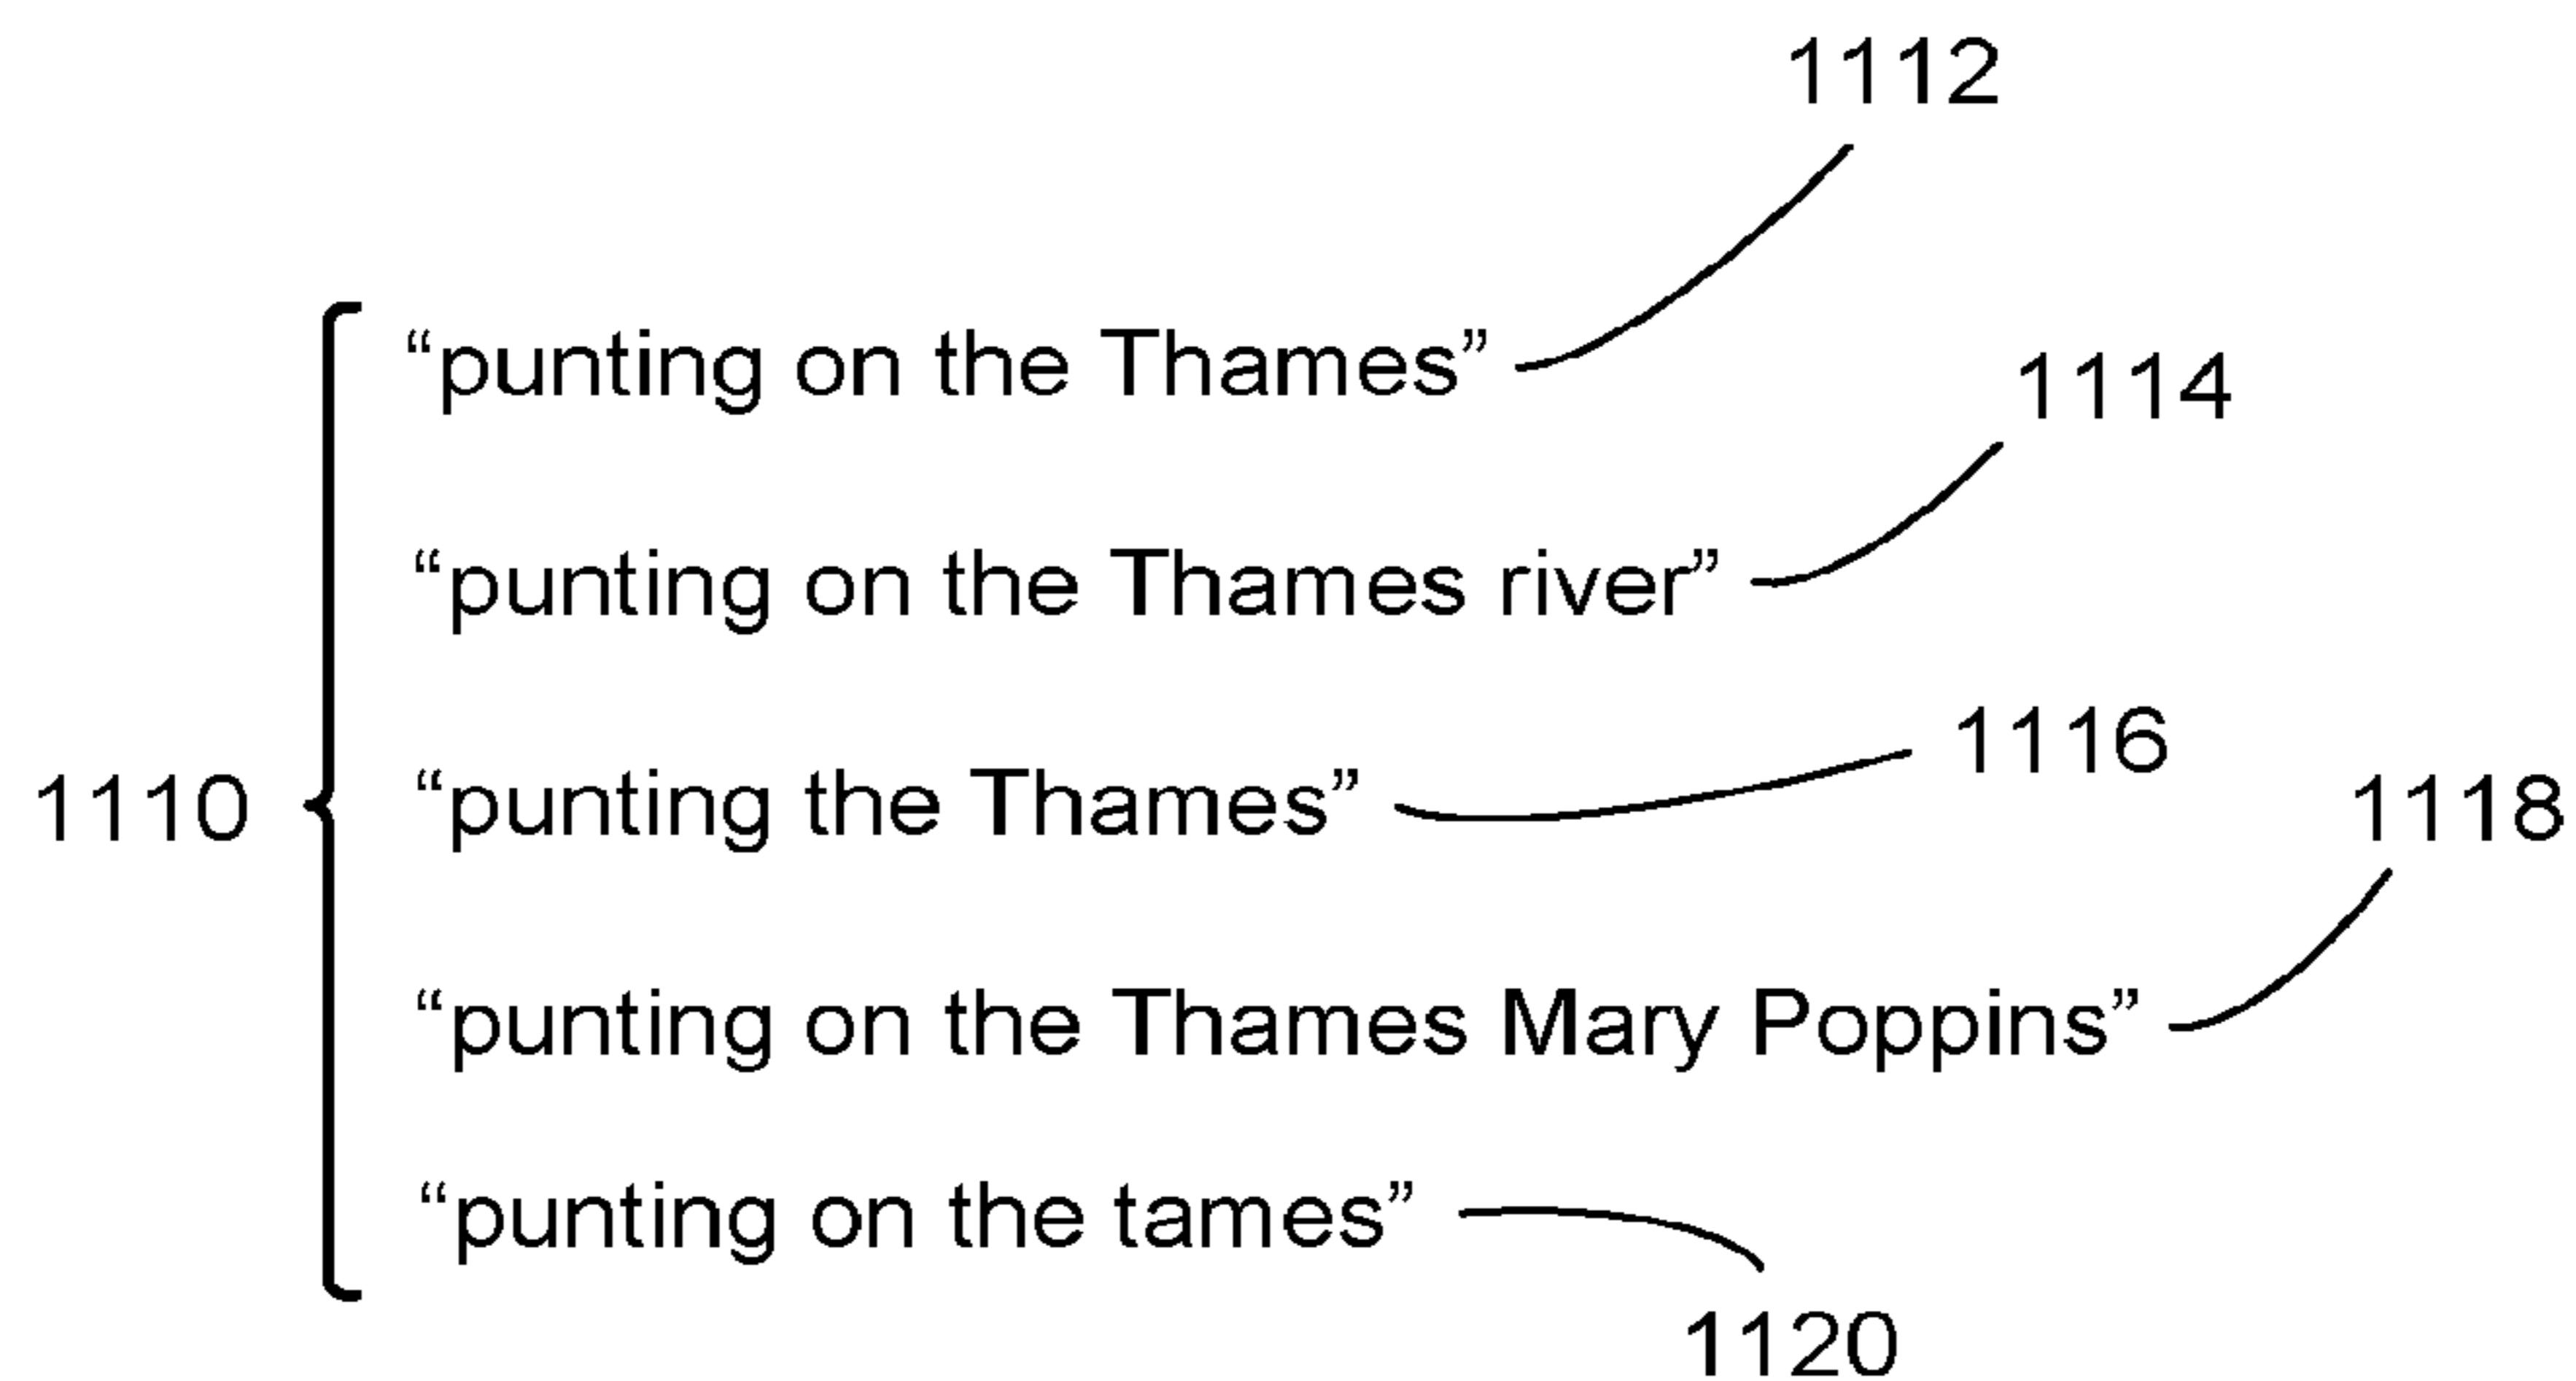 1112
“punting on the Thames”
1114
“punting on the Thames river”
1116
1110 “punting the Thames”
1118
“punting on the Thames Mary Poppins”
“punting on the tames”
1120